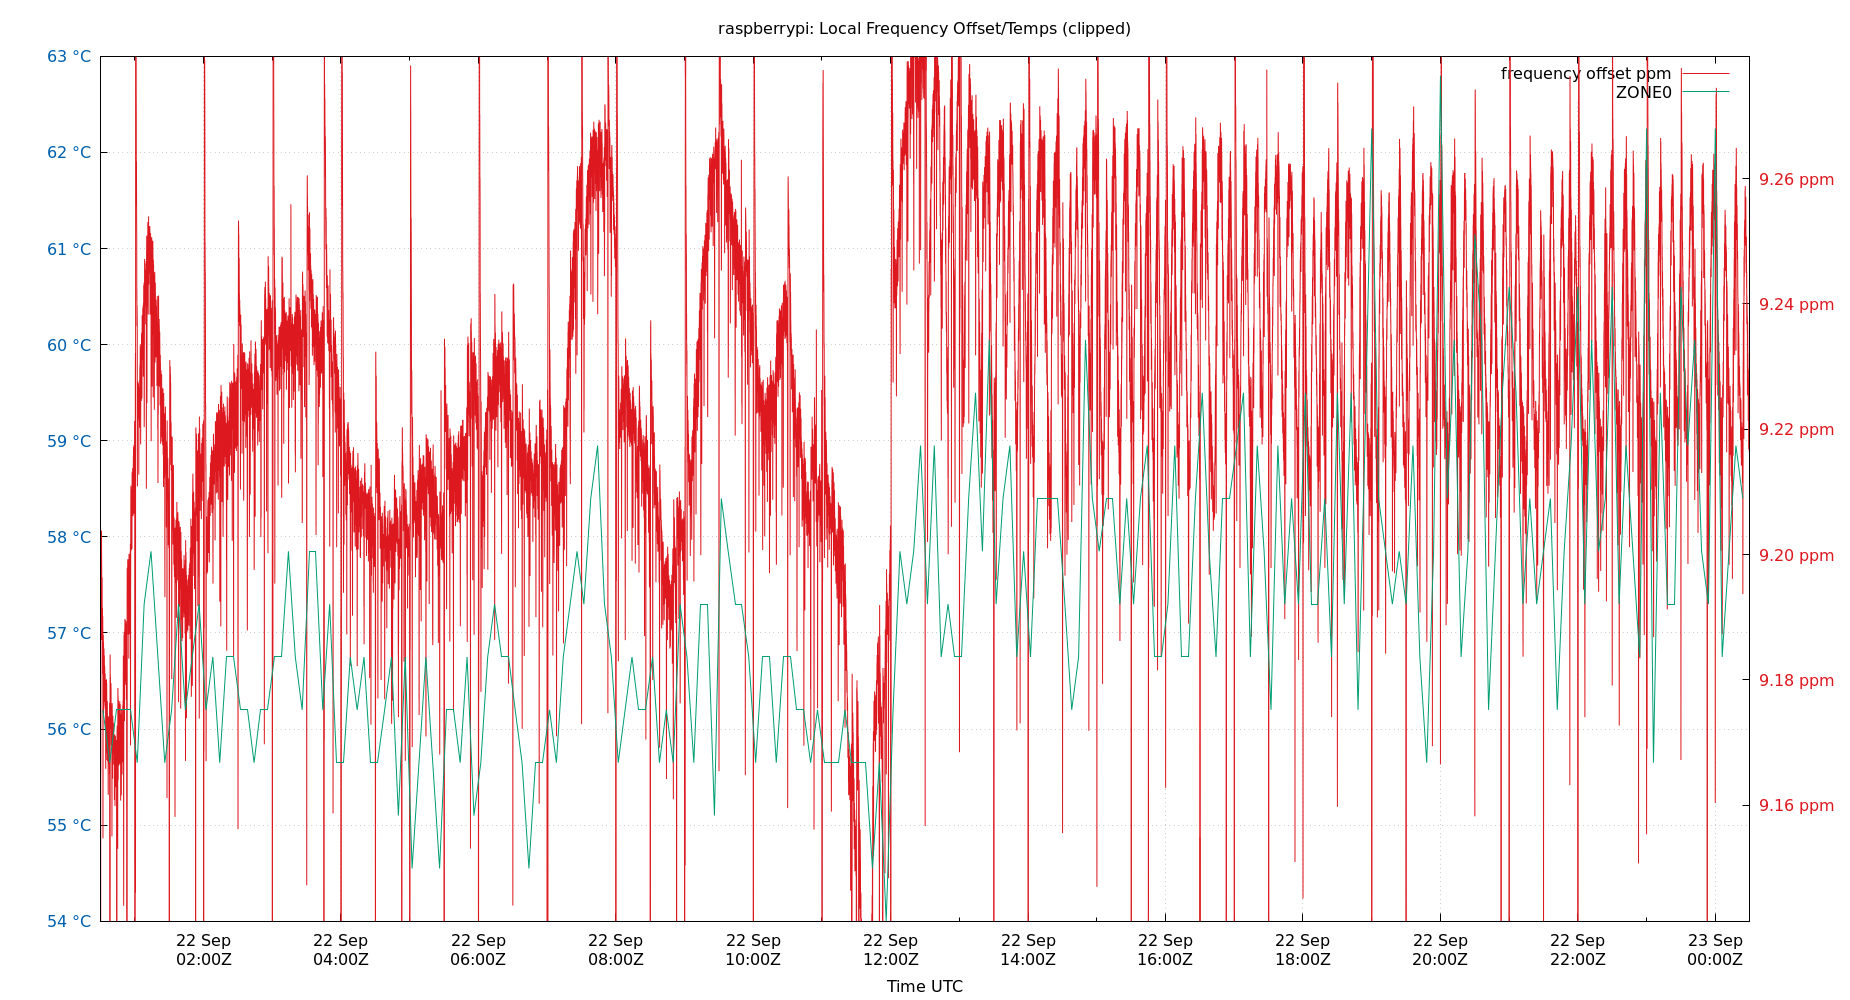 raspberrypi: Local Frequency Offset/Temps (clipped)
63 °C
62 °C
61 °C
60 °C
59 °C
58 °C
57 °C
56 °C
55 °C
54 °C
frequency offset ppm
ZONE0
9.26 ppm
9.24 ppm
9.22 ppm
9.20 ppm
9.18 ppm
9.16 ppm
22 Sep 22 Sep 22 Sep 22 Sep 22 Sep 22 Sep 22 Sep 22 Sep 22 Sep 22 Sep 22 Sep 23 Sep
02:00Z 04:00Z 06:00Z 08:00Z 10:00Z 12:00Z 14:00Z 16:00Z 18:00Z 20:00Z 22:00Z 00:00Z
Time UTC